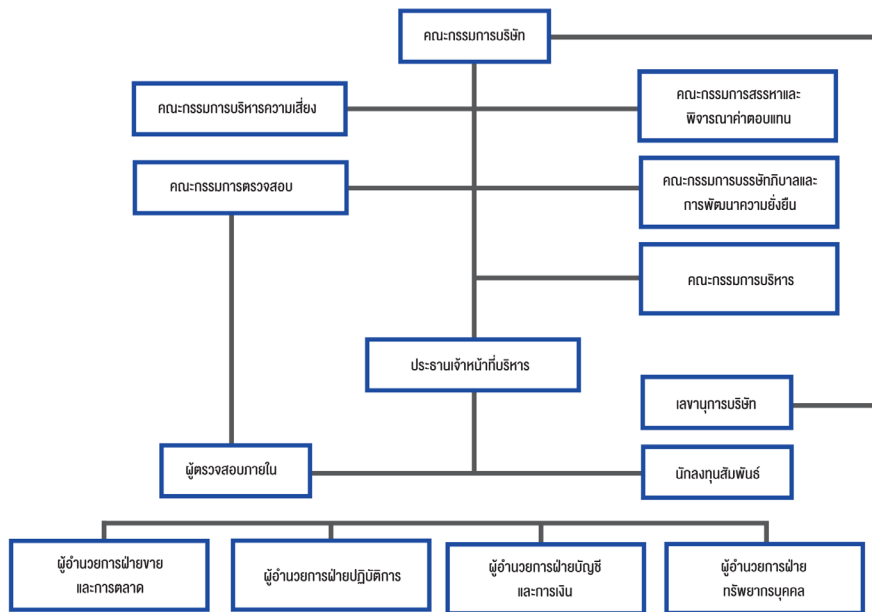 คณะกรรมการบริษัท
คณะกรรมการบริหารความเสี่ยง
คณะกรรมการสรรหาและ
พิจารณาค่าตอบแทน
คณะกรรมการตรวจสอบ
คณะกรรมการบรรษัทภิบาลและ
การพัฒนาความยั่งยืน
คณะกรรมการบริหาร
ประธานเจ้าหน้าที่บริหาร
เลขานุการบริษัท
ผู้ตรวจสอบภายใน
นักลงทุนสัมพันธ์
ผู้อำนวยการฝ่ายขาย
และการตลาด
ผู้อำนวยการฝ่ายปฏิบัติการ
ผู้อำนวยการฝ่ายบัญชี
และการเงิน
ผู้อำนวยการฝ่าย
ทรัพยากรบุคคล